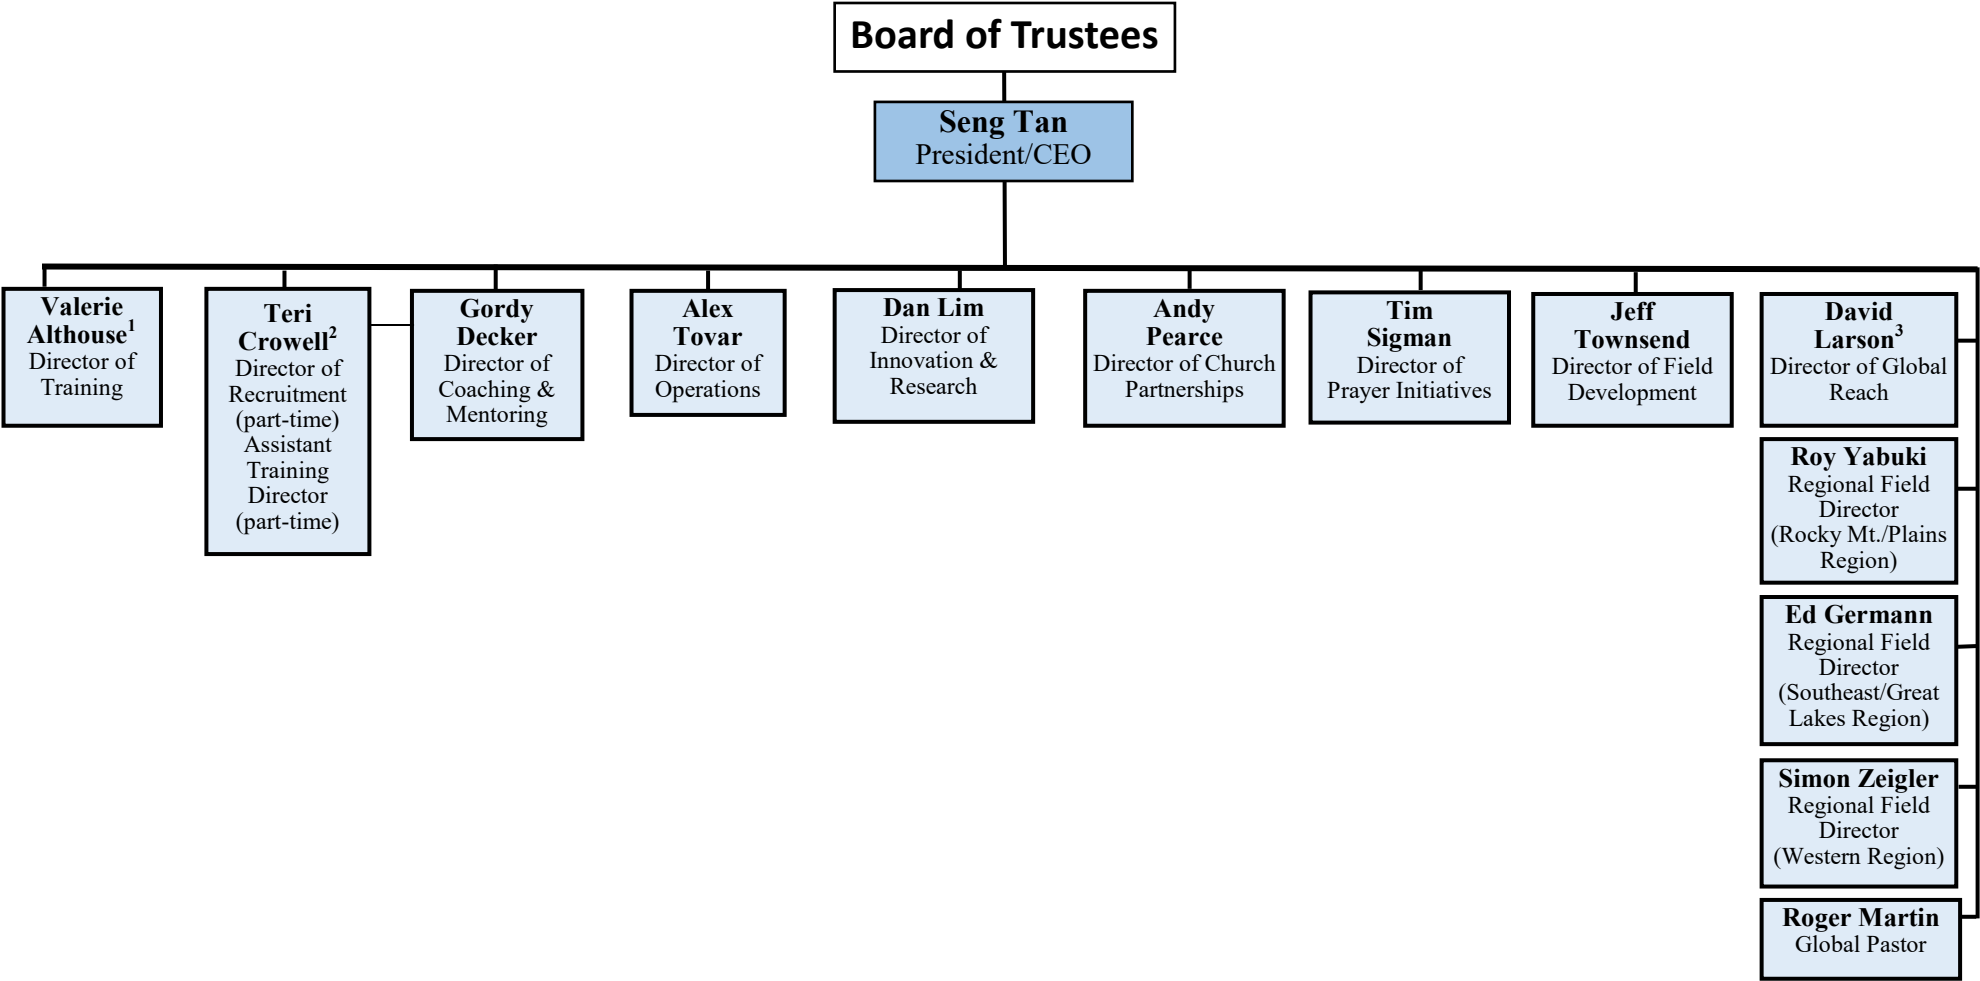 Board of Trustees
Seng Tan
President/CEO
Valerie
Althouse¹
Director of
Training
Teri
Crowell²
Director of
Recruitment
(part-time)
Assistant
Training
Director
(part-time)
Gordy
Decker
Director of
Coaching &
Mentoring
Alex
Tovar
Director of
Operations
Dan Lim
Director of
Innovation &
Research
Andy
Pearce
Director of Church
Partnerships
Tim
Sigman
Director of
Prayer Initiatives
Jeff
Townsend
Director of Field
Development
David
Larson³
Director of Global
Reach
Roy Yabuki
Regional Field
Director
(Rocky Mt./Plains
Region)
Ed Germann
Regional Field
Director
(Southeast/Great
Lakes Region)
Simon Zeigler
Regional Field
Director
(Western Region)
Roger Martin
Global Pastor